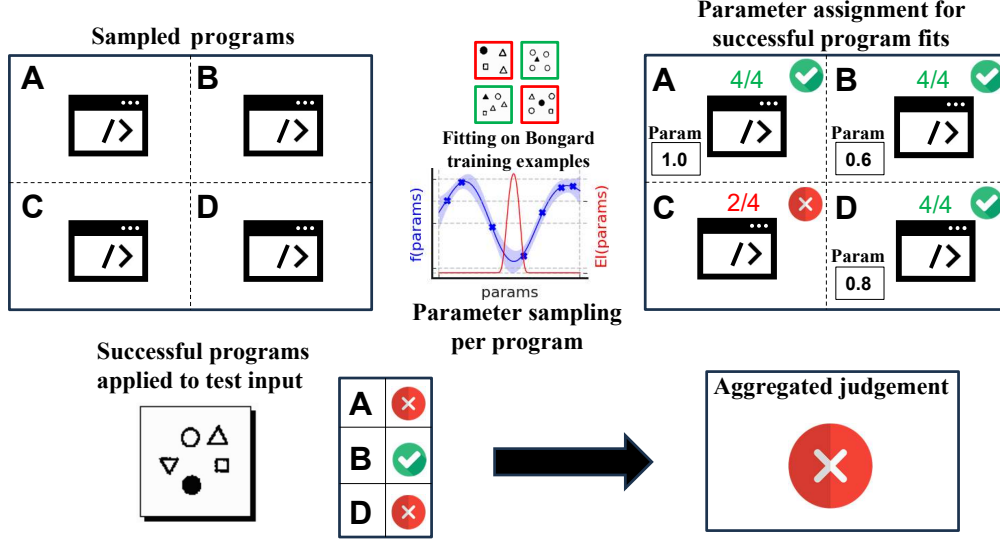 Sampled programs
A
B
C
D
Fitting on Bongard
training examples
f(params)
EI(params)
params
Parameter sampling
per program
Parameter assignment for
successful program fits
A
4/4
Param
1.0
B
4/4
Param
0.6
C
2/4
D
4/4
Param
0.8
Successful programs
applied to test input
A
B
D
Aggregated judgement